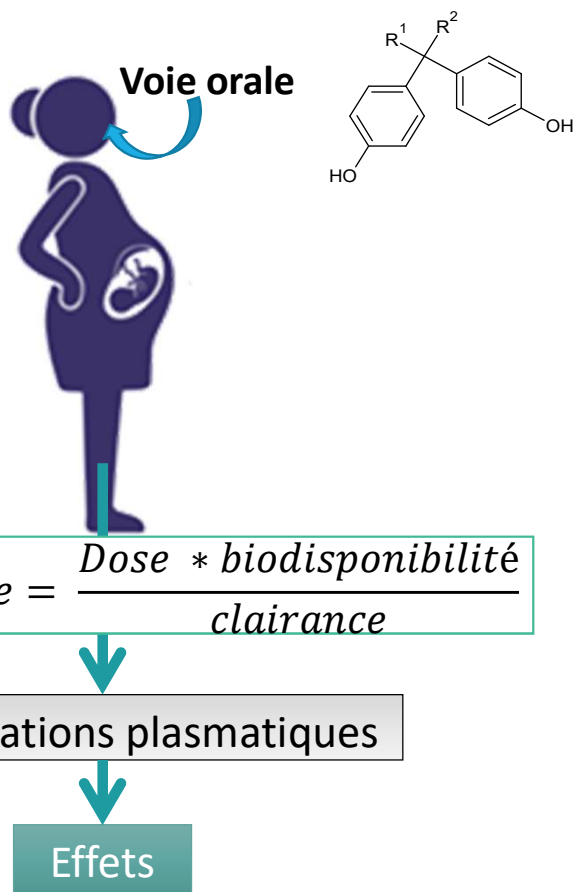 Voie orale
R1 R2
OH
HO
e = Dose * biodisponibilité
clairance
ations plasmatiques
Effets